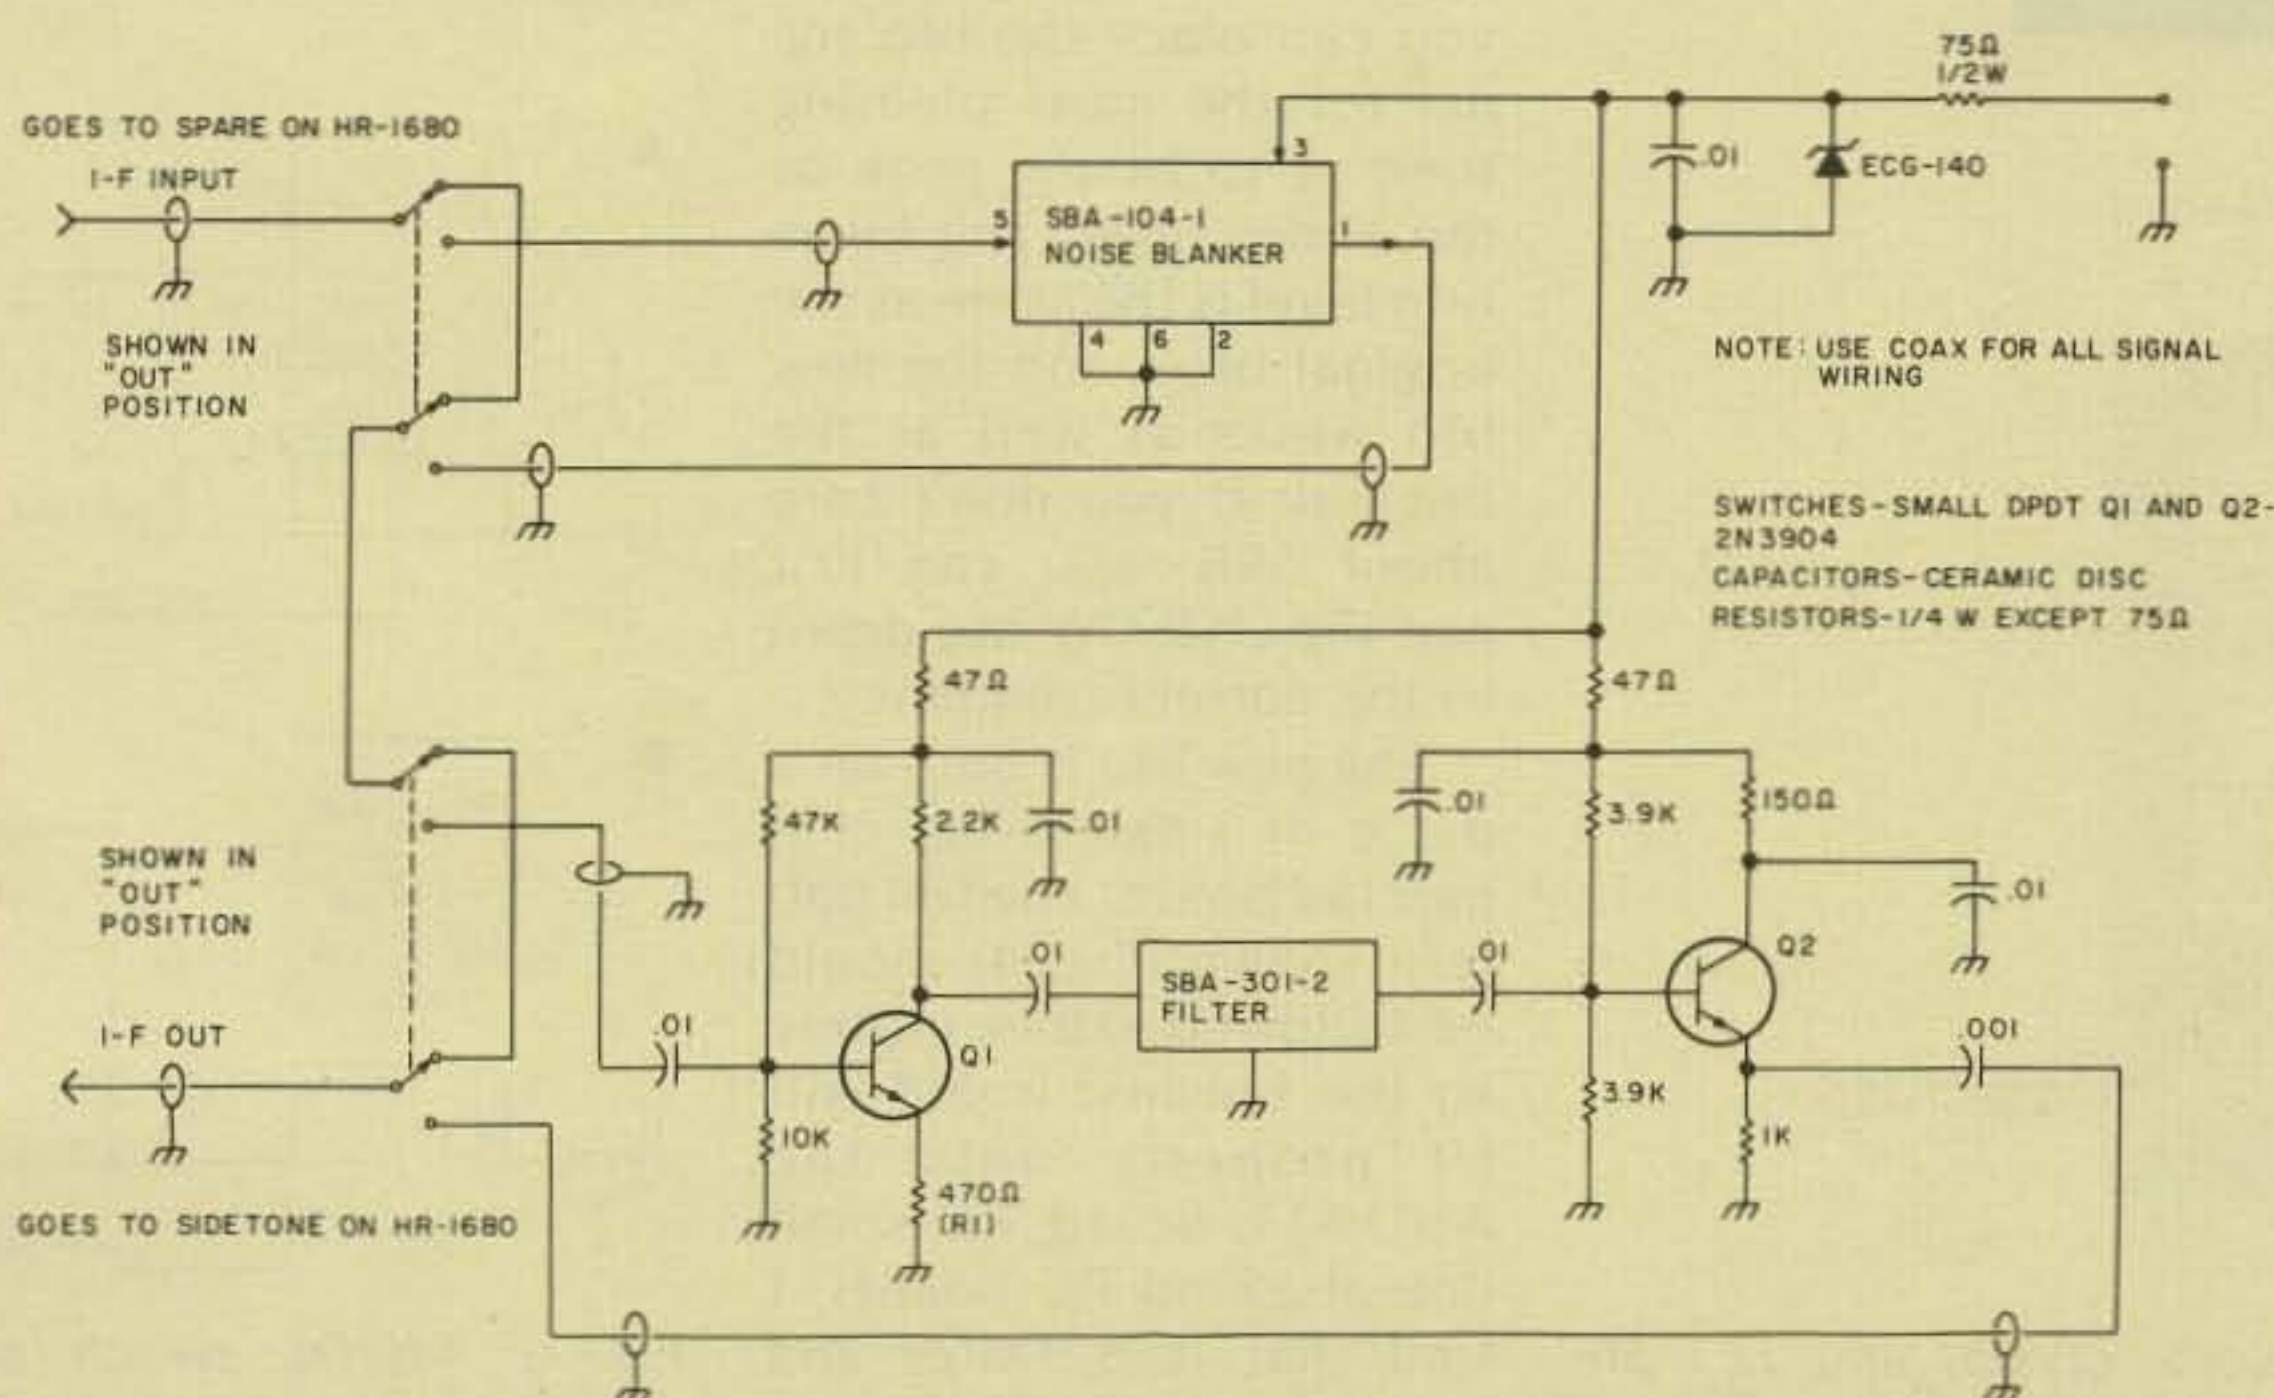 75Ω
1/2W
GOES TO SPARE ON HR-1680
I-F INPUT
3
.01
ECG-140
5
SBA-104-1
NOISE BLANKER
1
4
6
2
SHOWN IN
"OUT"
POSITION
NOTE: USE COAX FOR ALL SIGNAL
WIRING
SWITCHES-SMALL DPDT Q1 AND Q2-
2N3904
CAPACITORS-CERAMIC DISC
RESISTORS-1/4 W EXCEPT 75Ω
47Ω
47Ω
47K
2.2K
.01
.01
3.9K
150Ω
SHOWN IN
"OUT"
POSITION
.01
.01
.01
Q2
SBA-301-2
FILTER
I-F OUT
.01
Q1
.001
3.9K
10K
1K
470Ω
(R1)
GOES TO SIDETONE ON HR-1680